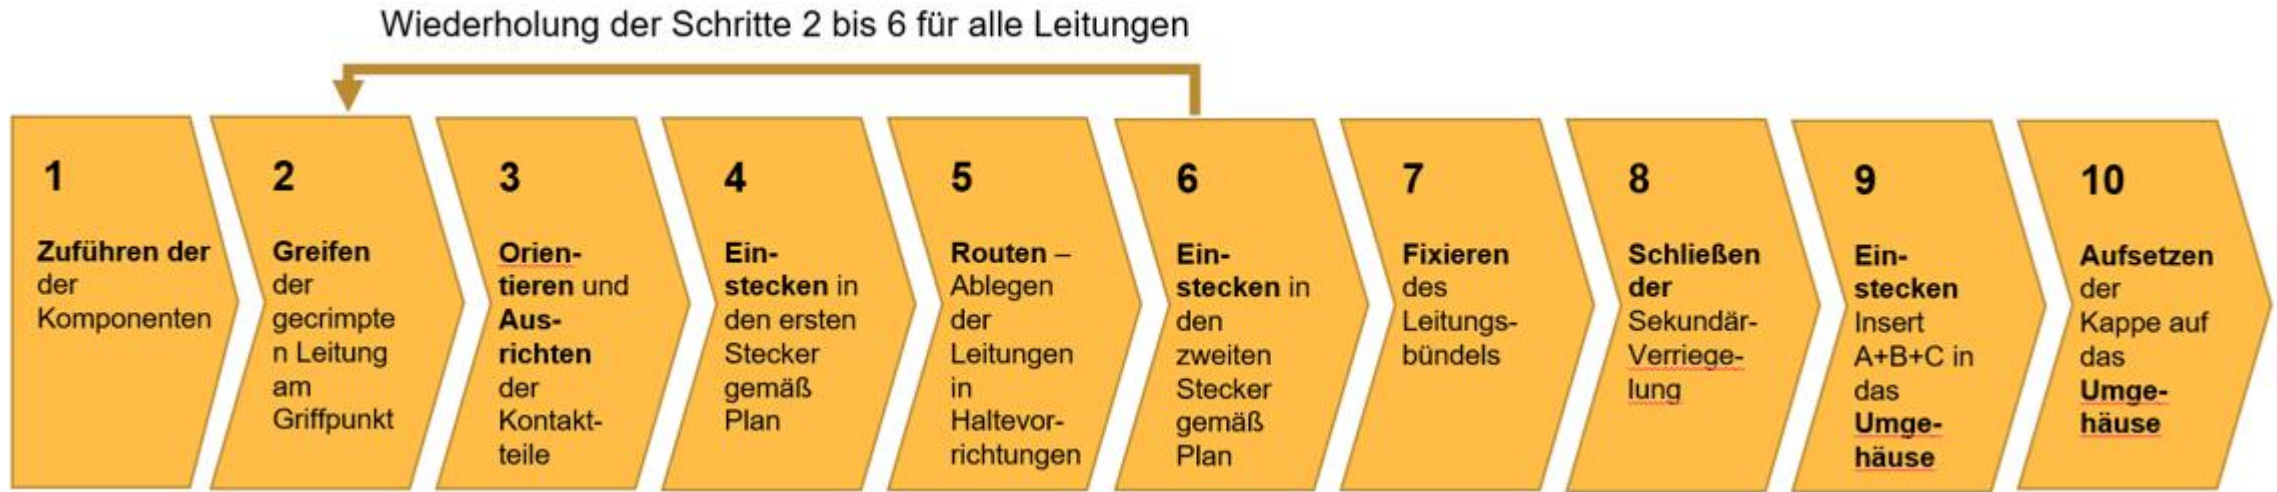 Wiederholung der Schritte 2 bis 6 für alle Leitungen
1
Zuführen der
der
Komponenten
2
Greifen
der
gecrimpte
n Leitung
am
Griffpunkt
3
Orien-
tieren und
Aus-
richten
der
Kontakt-
teile
4
Ein-
stecken in
den ersten
Stecker
gemäß
Plan
5
Routen –
Ablegen
der
Leitungen
in
Haltevor-
richtungen
6
Ein-
stecken in
den
zweiten
Stecker
gemäß
Plan
7
Fixieren
des
Leitungs-
bündels
8
Schließen
der
Sekundär-
Verriege-
lung
9
Ein-
stecken
Insert
A+B+C in
das
Umge-
häuse
10
Aufsetzen
der
Kappe auf
das
Umge-
häuse